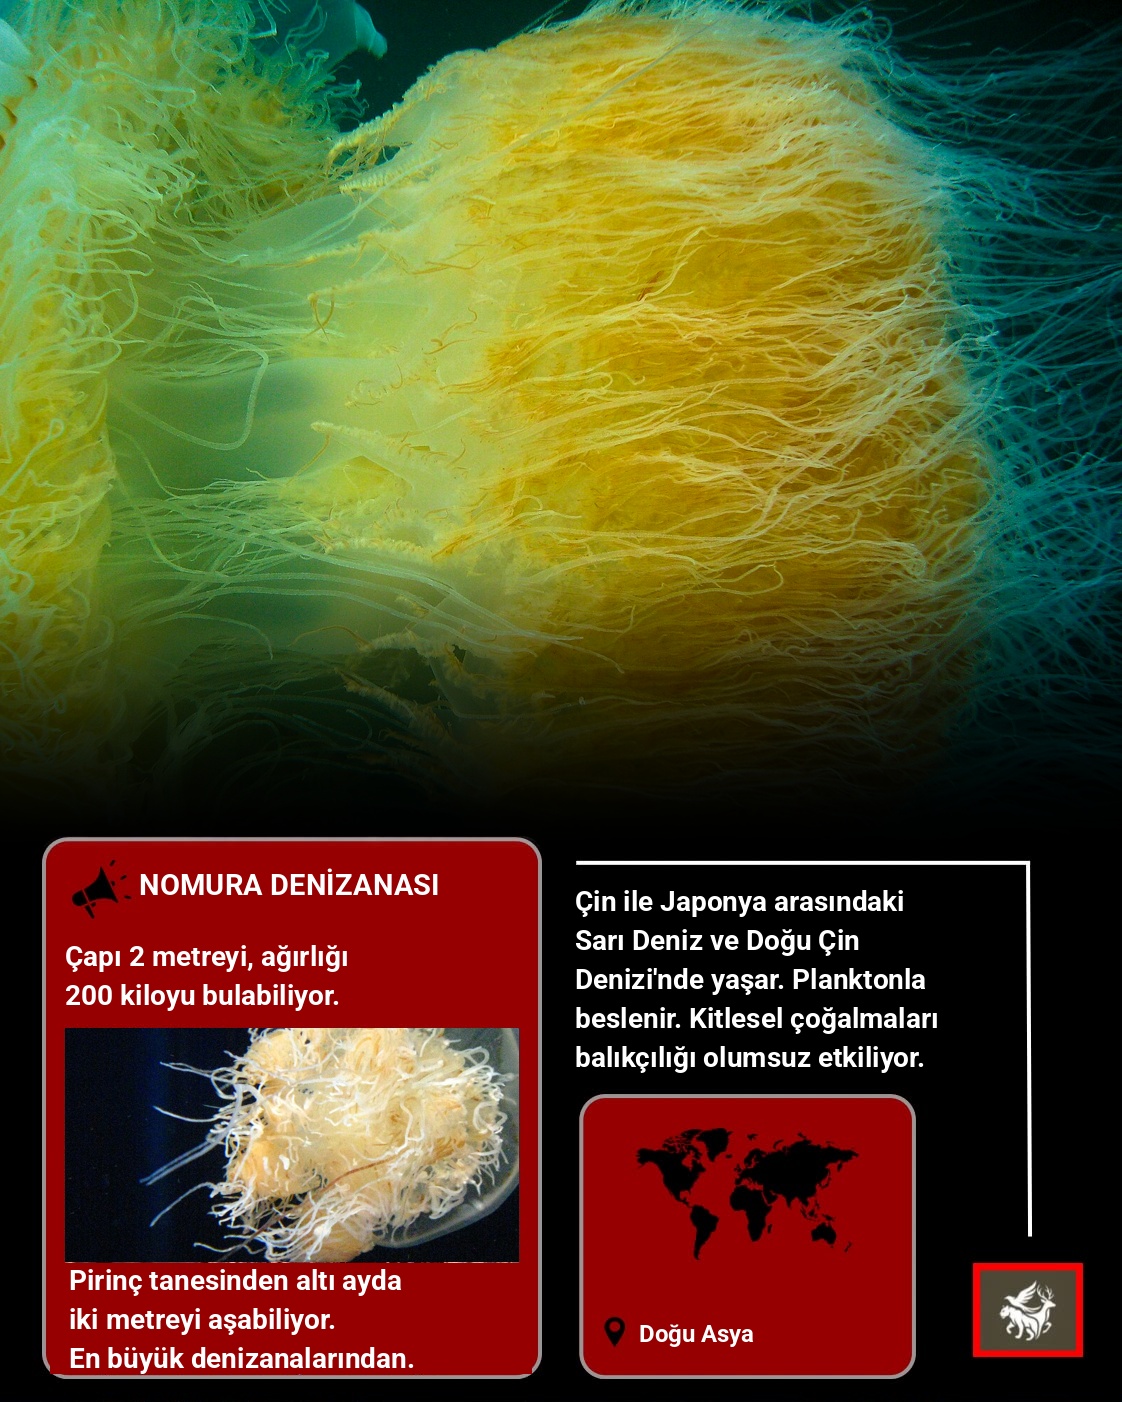 NOMURA DENİZANASI
Çapı 2 metreyi, ağırlığı
200 kiloyu bulabiliyor.
Pirinç tanesinden altı ayda
iki metreyi aşabiliyor.
En büyük denizanalarından.
Çin ile Japonya arasındaki
Sarı Deniz ve Doğu Çin
Denizi'nde yaşar. Planktonla
beslenir. Kitlesel çoğalmaları
balıkçılığı olumsuz etkiliyor.
Doğu Asya